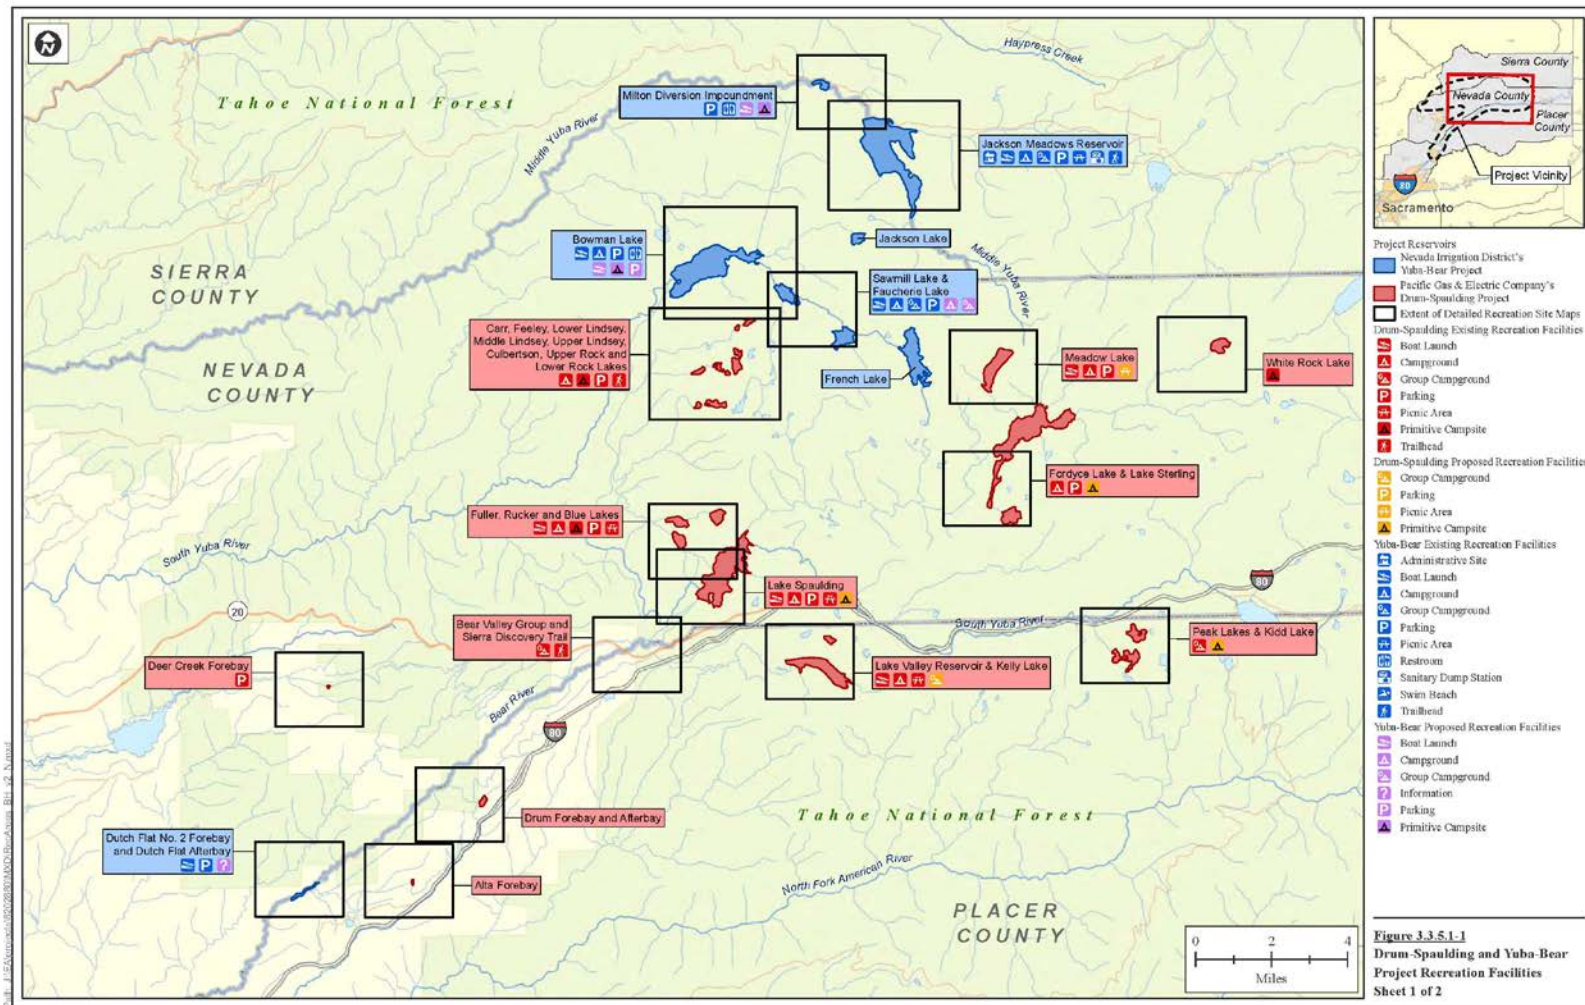 N
Haypress Creek
Tahoe National Forest
Milton Diversion Impoundment
P
Middle Yuba River
Jackson Meadows Reservoir
P
Bowman Lake
P
P
Jackson Lake
Middle Yuba River
SIERRA
COUNTY
Sawmill Lake &
Faucherie Lake
P
Carr, Feeley, Lower Lindsey,
Middle Lindsey, Upper Lindsey,
Culbertson, Upper Rock and
Lower Rock Lakes
P
NEVADA
COUNTY
French Lake
Meadow Lake
P
White Rock Lake
Fordyce Lake & Lake Sterling
P
Fuller, Rucker and Blue Lakes
P
South Yuba River
80
Lake Spaulding
P
20
Bear Valley Group and
Sierra Discovery Trail
South Yuba River
Peak Lakes & Kidd Lake
Deer Creek Forebay
P
Lake Valley Reservoir & Kelly Lake
Bear River
80
Drum Forebay and Afterbay
Tahoe National Forest
Dutch Flat No. 2 Forebay
and Dutch Flat Afterbay
P ?
Alta Forebay
North Fork American River
PLACER
COUNTY
0 2 4
Miles
Sierra County
Nevada County
Placer
County
Project Vicinity
80
Sacramento
Project Reservoirs
Nevada Irrigation District's
Yuba-Bear Project
Pacific Gas & Electric Company's
Drum-Spaulding Project
Extent of Detailed Recreation Site Maps
Drum-Spaulding Existing Recreation Facilities
Boat Launch
Campground
Group Campground
P Parking
Picnic Area
Primitive Campsite
Trailhead
Drum-Spaulding Proposed Recreation Facilities
Group Campground
P Parking
Picnic Area
Primitive Campsite
Yuba-Bear Existing Recreation Facilities
Administrative Site
Boat Launch
Campground
Group Campground
P Parking
Picnic Area
Restroom
Sanitary Dump Station
Swim Beach
Trailhead
Yuba-Bear Proposed Recreation Facilities
Boat Launch
Campground
Group Campground
? Information
P Parking
Primitive Campsite
Figure 3.3.5.1-1
Drum-Spaulding and Yuba-Bear
Project Recreation Facilities
Sheet 1 of 2